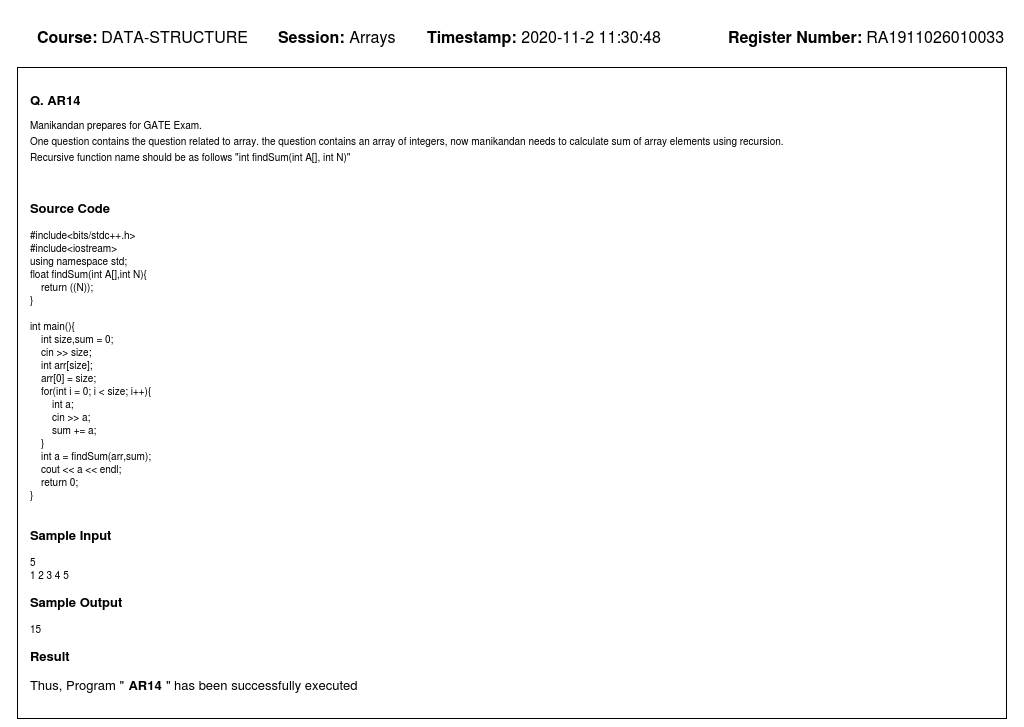 Course: DATA-STRUCTURE Session: Arrays Timestamp: 2020-11-2 11:30:48 Register Number: RA1911026010033
Q. AR14
Manikandan prepares for GATE Exam.
One question contains the question related to array. the question contains an array of integers, now manikandan needs to calculate sum of array elements using recursion.
Recursive function name should be as follows "int findSum(int A[], int N)"
Source Code
#include<bits/stdc++.h>
#include<iostream>
using namespace std;
float findSum(int A[],int N){
    return ((N));
}
int main(){
    int size,sum = 0;
    cin >> size;
    int arr[size];
    arr[0] = size;
    for(int i = 0; i < size; i++){
        int a;
        cin >> a;
        sum += a;
    }
    int a = findSum(arr,sum);
    cout << a << endl;
    return 0;
}
Sample Input
5
1 2 3 4 5
Sample Output
15
Result
Thus, Program " AR14 " has been successfully executed